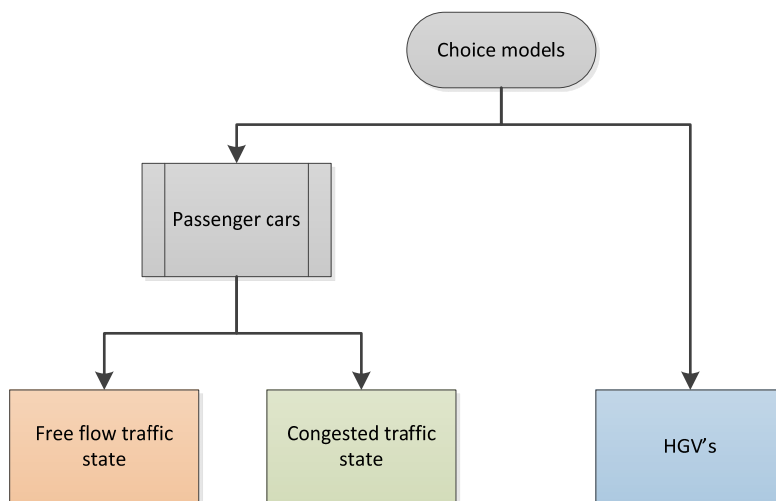 Choice models
Passenger cars
Free flow traffic
state
Congested traffic
state
HGV's